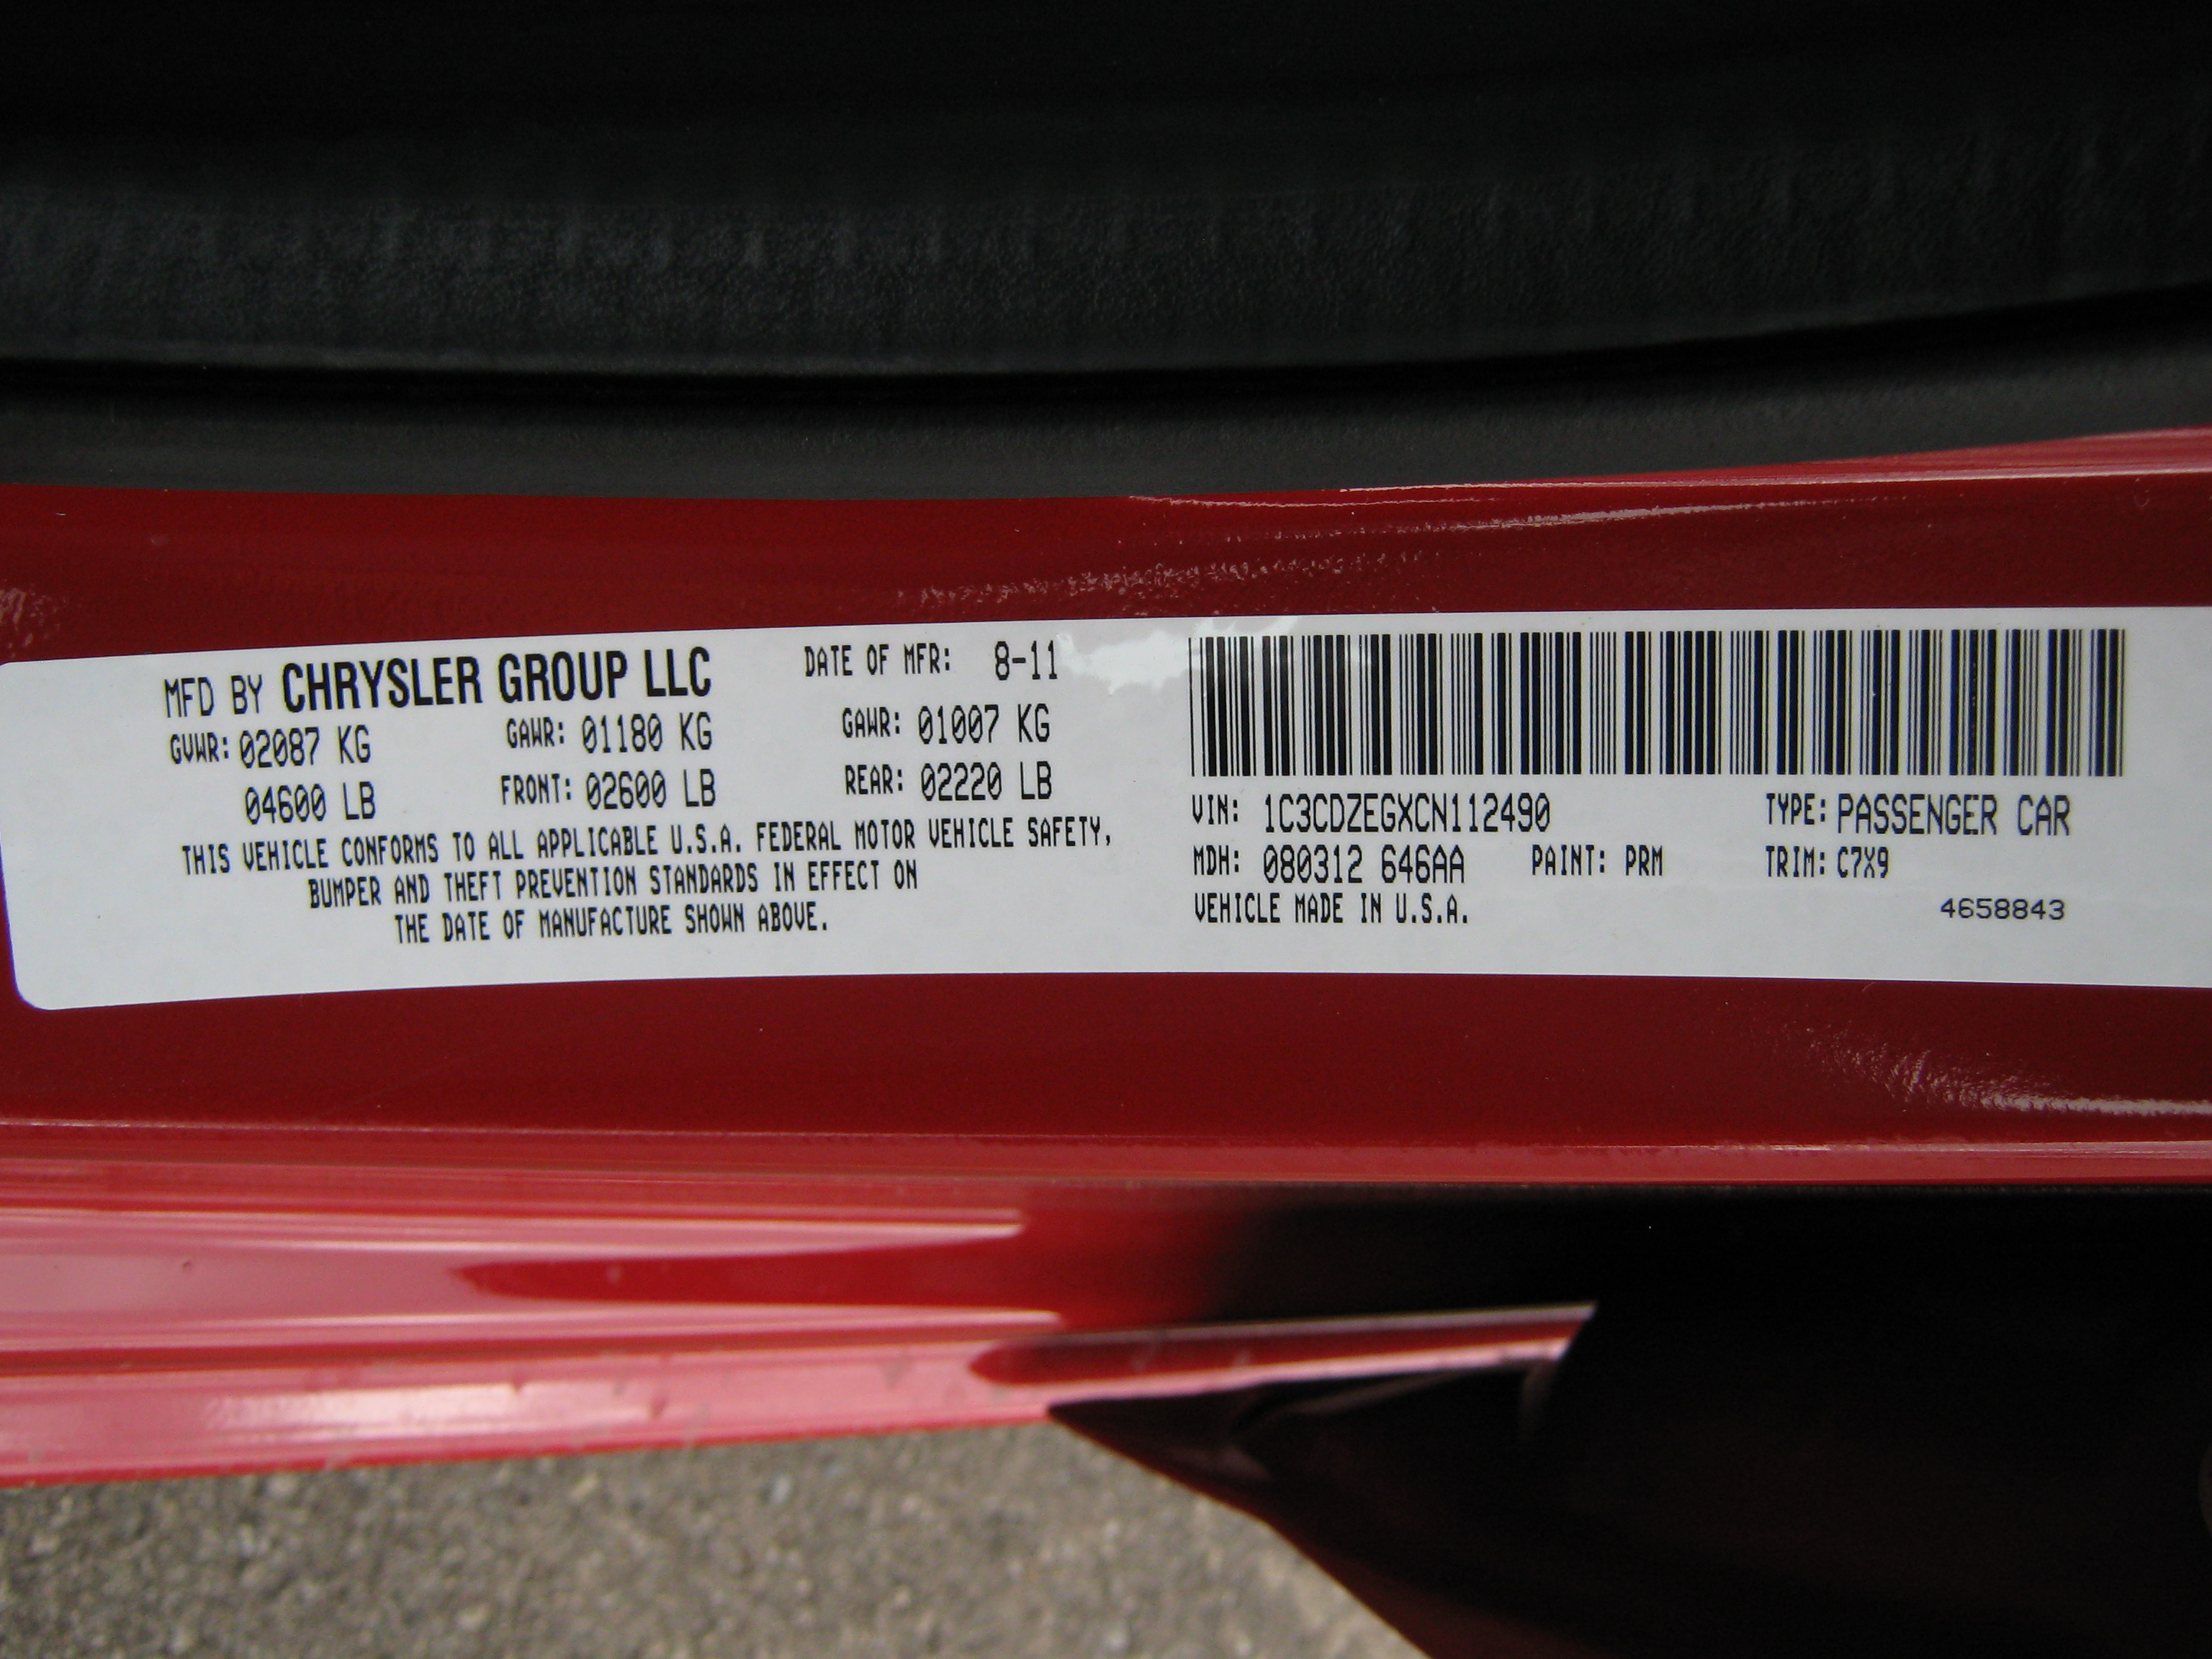 MFD BY CHRYSLER GROUP LLC DATE OF MFR: 8-11
GVWR: 02087 KG GAWR: 01180 KG GAWR: 01007 KG
04600 LB FRONT: 02600 LB REAR: 02220 LB
THIS VEHICLE CONFORMS TO ALL APPLICABLE U.S.A. FEDERAL MOTOR VEHICLE SAFETY,
BUMPER AND THEFT PREVENTION STANDARDS IN EFFECT ON
THE DATE OF MANUFACTURE SHOWN ABOVE.
VIN: 1C3CDZEGXCN112490 TYPE: PASSENGER CAR
MDH: 080312 646AA PAINT: PRM TRIM: C7X9
VEHICLE MADE IN U.S.A. 4658843